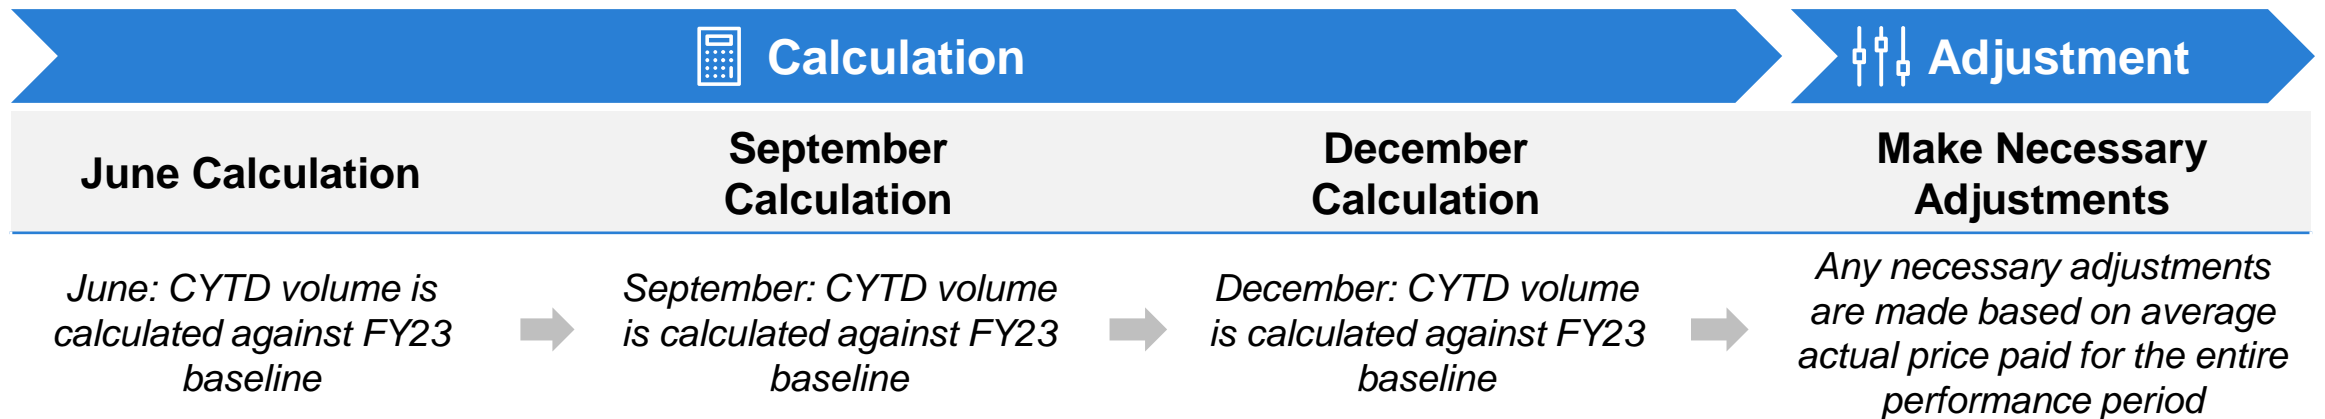 Calculation
Adjustment
June Calculation
September
Calculation
December
Calculation
Make Necessary
Adjustments
June: CYTD volume is
calculated against FY23
baseline
September: CYTD volume
is calculated against FY23
baseline
December: CYTD volume
is calculated against FY23
baseline
Any necessary adjustments
are made based on average
actual price paid for the entire
performance period